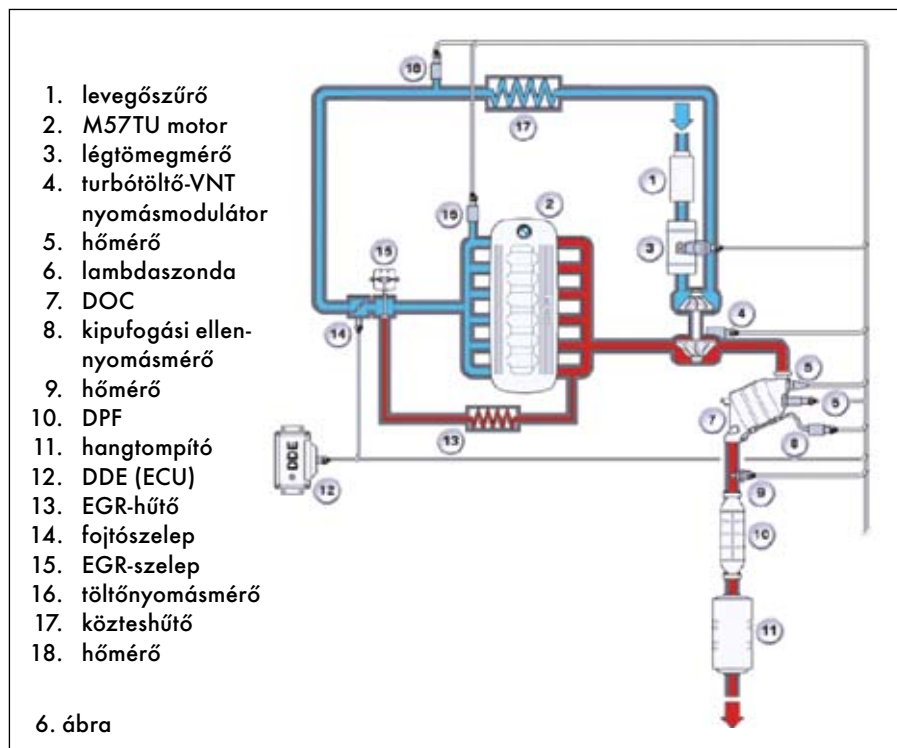 1. levegőszűrő
2. M57TU motor
3. légtömegmérő
4. turbótöltő-VNT
nyomásmodulátor
5. hőmérő
6. lambdaszonda
7. DOC
8. kipufogási ellen-
nyomásmérő
9. hőmérő
10. DPF
11. hangtompító
12. DDE (ECU)
13. EGR-hűtő
14. fojtószelep
15. EGR-szelep
16. töltőnyomásmérő
17. közteshűtő
18. hőmérő
6. ábra
18
17
1
16
2
15
3
14
4
5
6
7
13
8
DDE
12
9
10
11